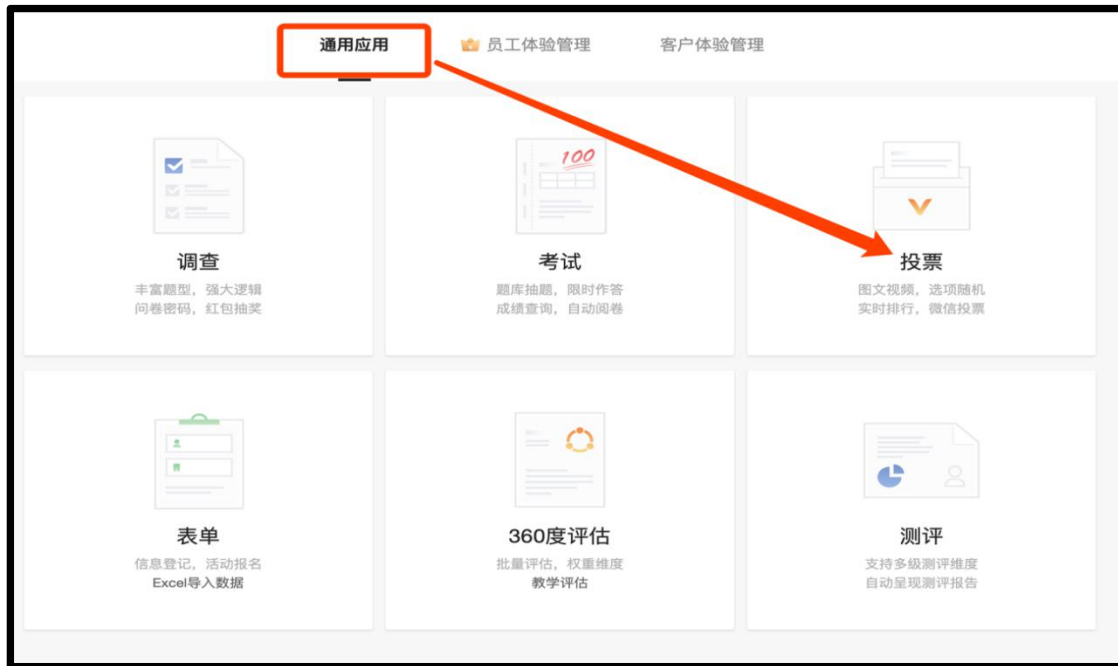 通用应用
员工体验管理
客户体验管理
100
调查
丰富题型，强大逻辑
问卷密码，红包抽奖
考试
题库抽题，限时作答
成绩查询，自动阅卷
投票
图文视频，选项随机
实时排行，微信投票
表单
信息登记，活动报名
Excel导入数据
360度评估
批量评估，权重维度
教学评估
测评
支持多级测评维度
自动呈现测评报告